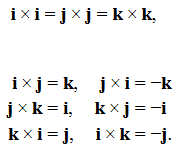 i × i = j × j = k × k,
i × j = k, j × i = −k
j × k = i, k × j = −i
k × i = j, i × k = −j.